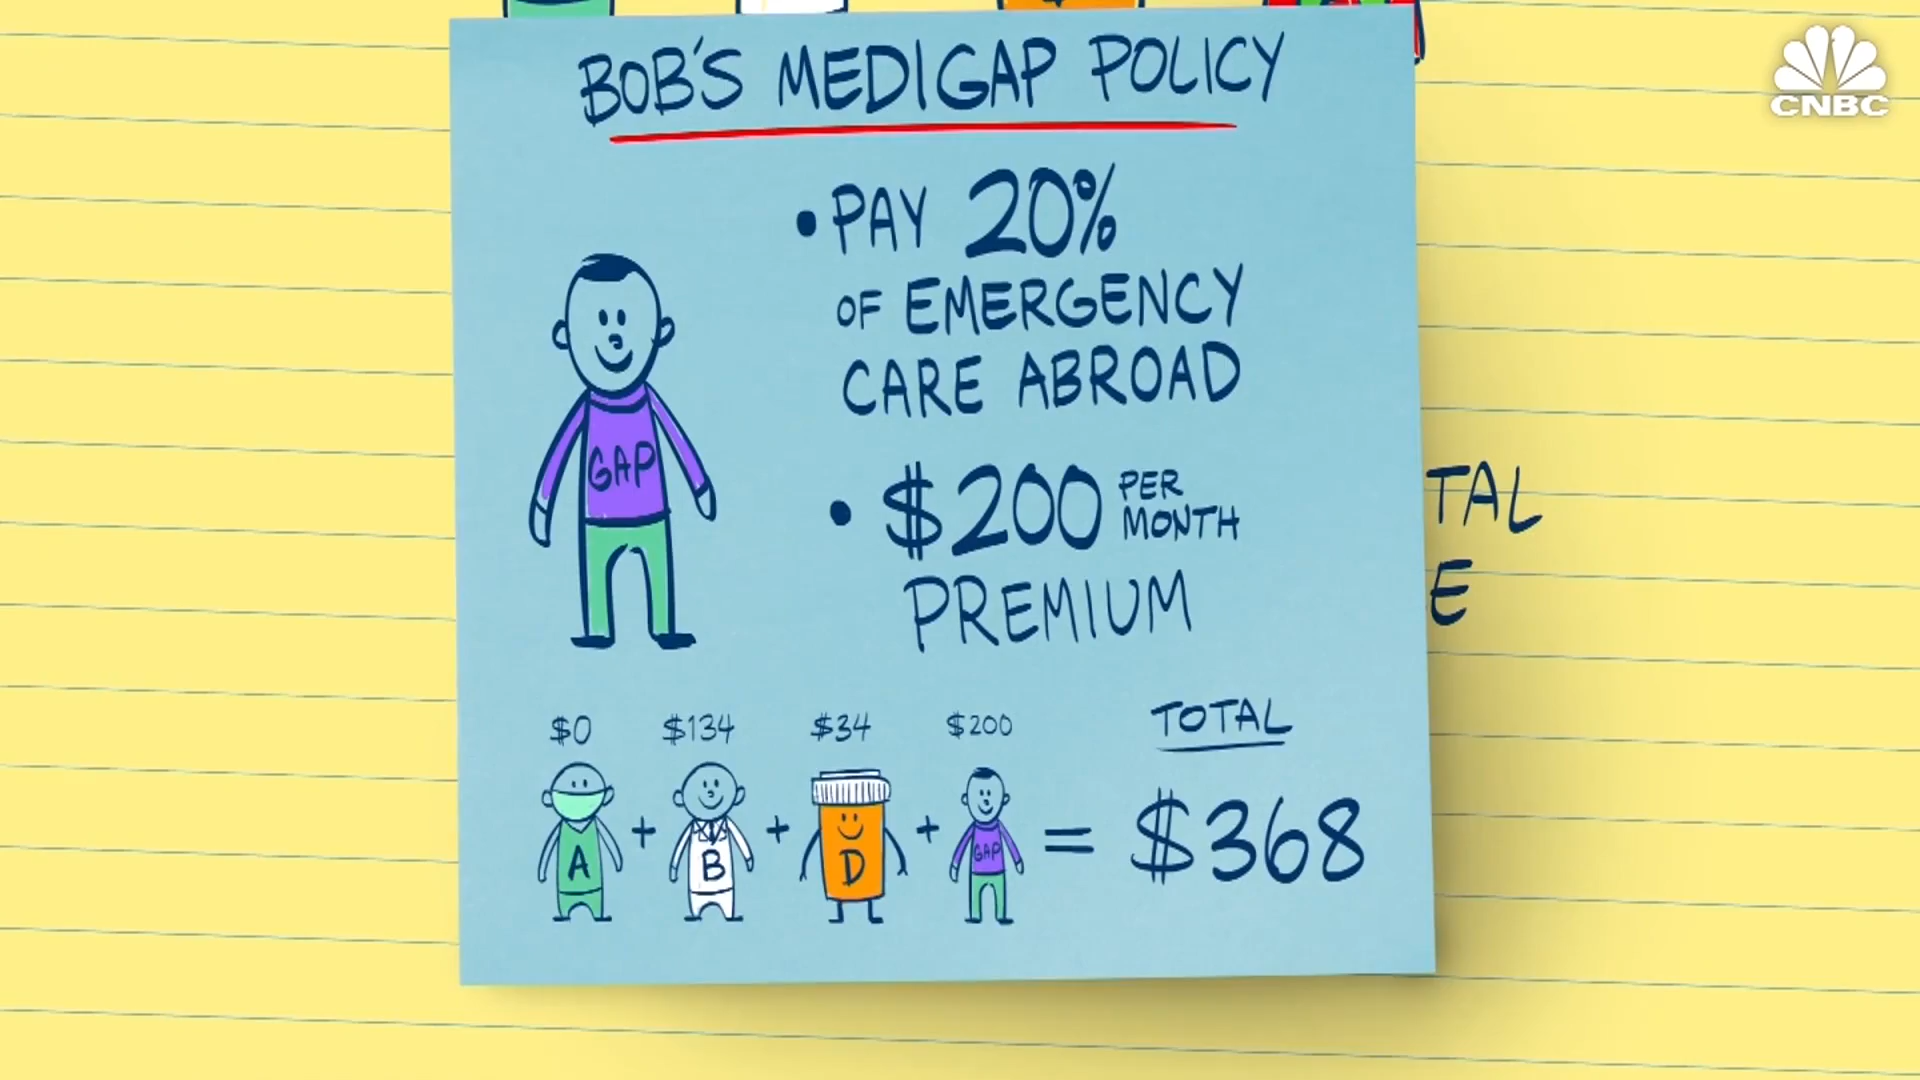 BOB'S MEDIGAP POLICY
CNBC
• PAY 20%
OF EMERGENCY
CARE ABROAD
GAP
• $200 PER MONTH
PREMIUM
TAL
E
$0 $134 $34 $200 TOTAL
A + B + D + GAP = $368